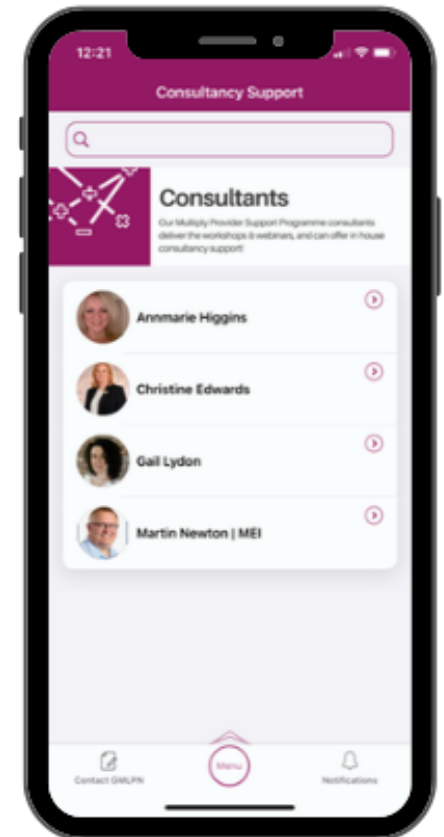 12:21
Consultancy Support
Consultants
Our Multiply Provider Support Programme consultants
deliver the workshops & webinars, and can offer in house
consultancy support!
Annmarie Higgins
Christine Edwards
Gail Lydon
Martin Newton | MEI
Contact GMLPN
Menu
Notifications